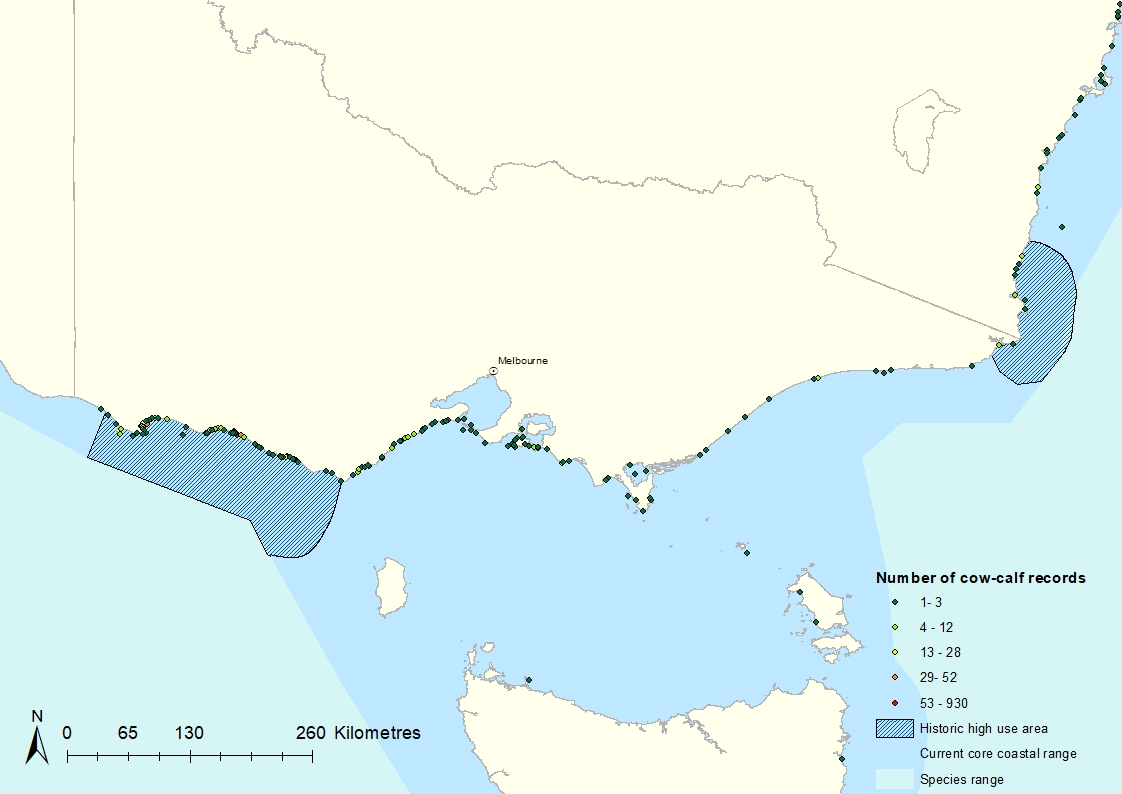 Melbourne
Number of cow-calf records
1- 3
4 - 12
13 - 28
29- 52
53 - 930
Historic high use area
Current core coastal range
Species range
N
0 65 130 260 Kilometres